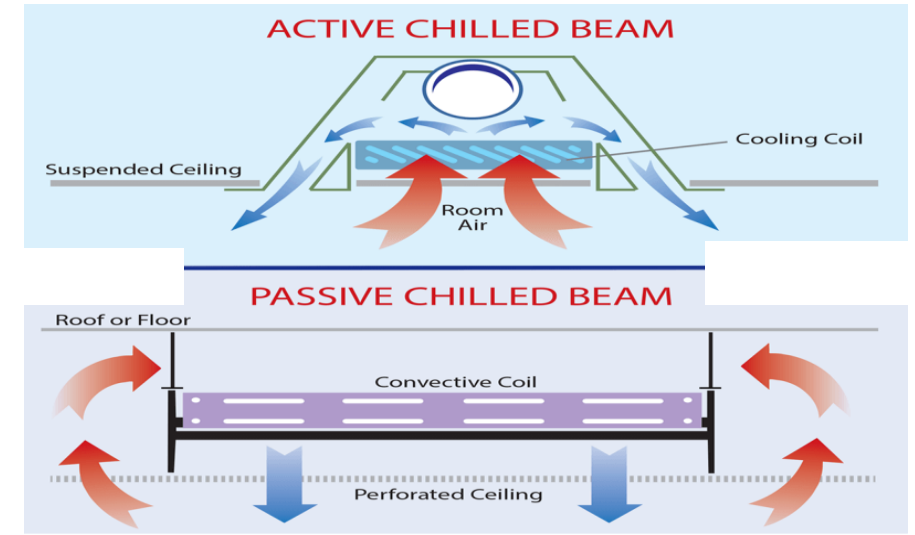 ACTIVE CHILLED BEAM
Cooling Coil
Suspended Ceiling
Room
Air
PASSIVE CHILLED BEAM
Roof or Floor
Convective Coil
Perforated Ceiling